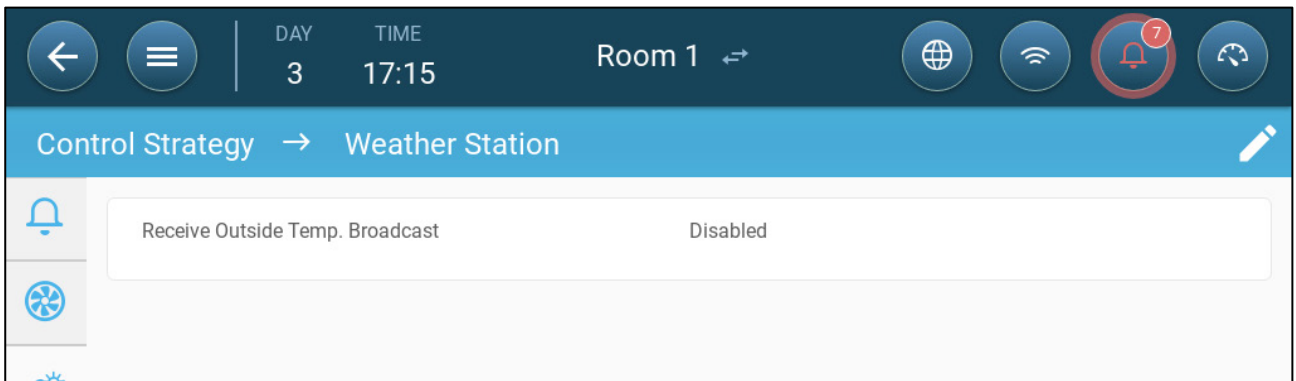 DAY TIME
3 17:15
Room 1
7
Control Strategy → Weather Station
Receive Outside Temp. Broadcast Disabled